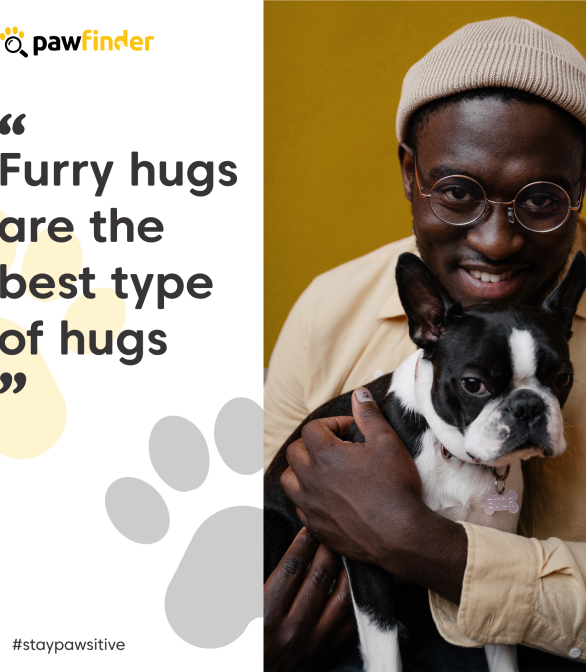 pawfinder
“
Furry hugs
are the
best type
of hugs
”
#staypawsitive